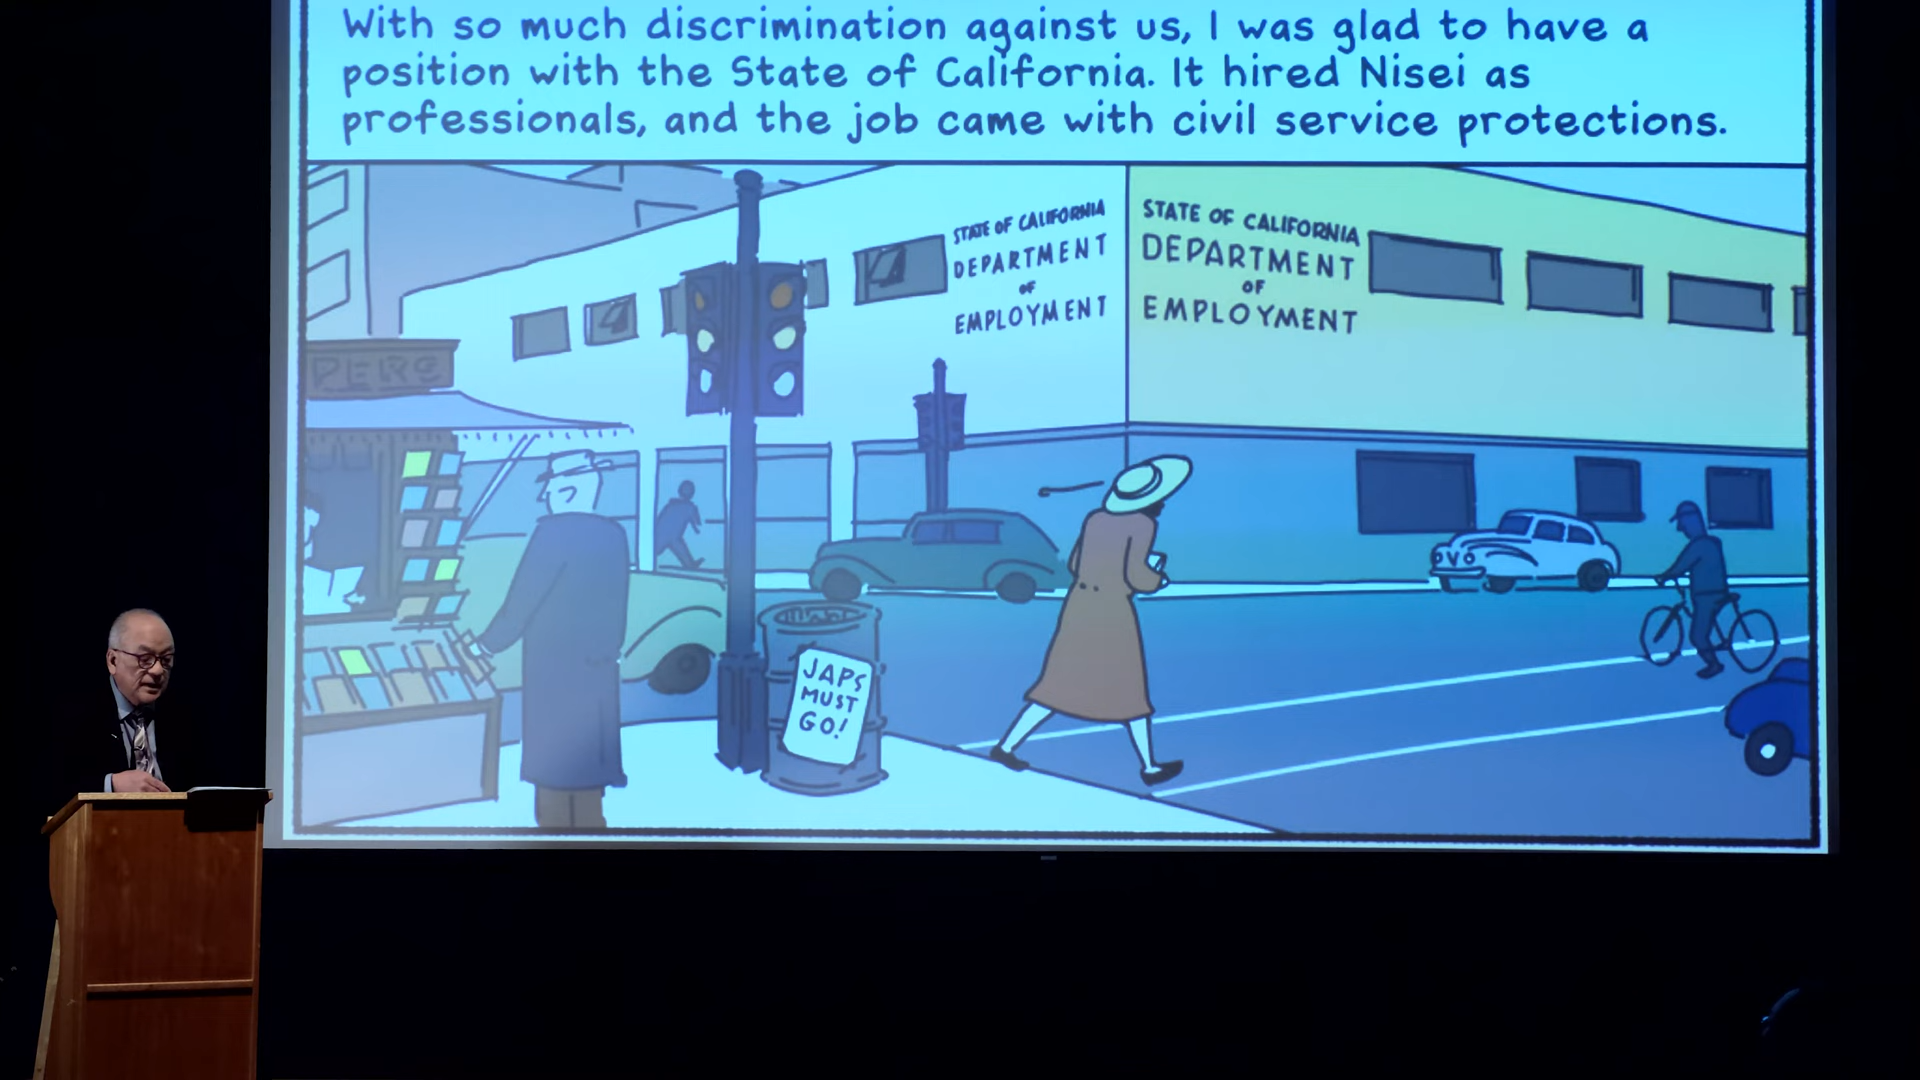 With so much discrimination against us, I was glad to have a
position with the State of California. It hired Nisei as
professionals, and the job came with civil service protections.
STATE OF CALIFORNIA
DEPARTMENT
OF
EMPLOYMENT
STATE OF CALIFORNIA
DEPARTMENT
OF
EMPLOYMENT
PERC
JAPS
MUST
GO!